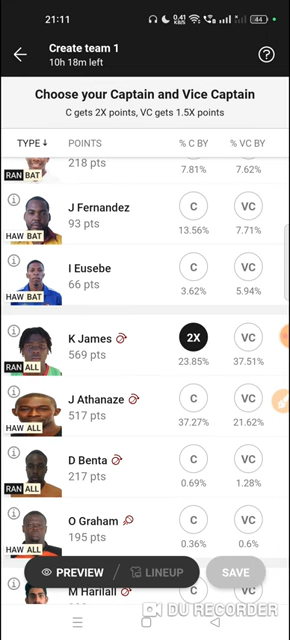 21:11
0.41 KB/S
44
Create team 1
10h 18m left
Choose your Captain and Vice Captain
C gets 2X points, VC gets 1.5X points
TYPE↓ POINTS % C BY % VC BY
218 pts
RAN BAT
7.81% 7.62%
J Fernandez
93 pts
C VC
HAW BAT
13.56% 7.71%
I Eusebe
66 pts
C VC
HAW BAT
3.62% 5.94%
K James
569 pts
2X VC
RAN ALL
23.85% 37.51%
J Athanaze
517 pts
C VC
HAW ALL
37.27% 21.62%
D Benta
217 pts
C VC
RAN ALL
0.69% 1.28%
O Graham
195 pts
C VC
HAW ALL
0.36% 0.6%
PREVIEW / LINEUP SAVE
M Harilall
DU RECORDER